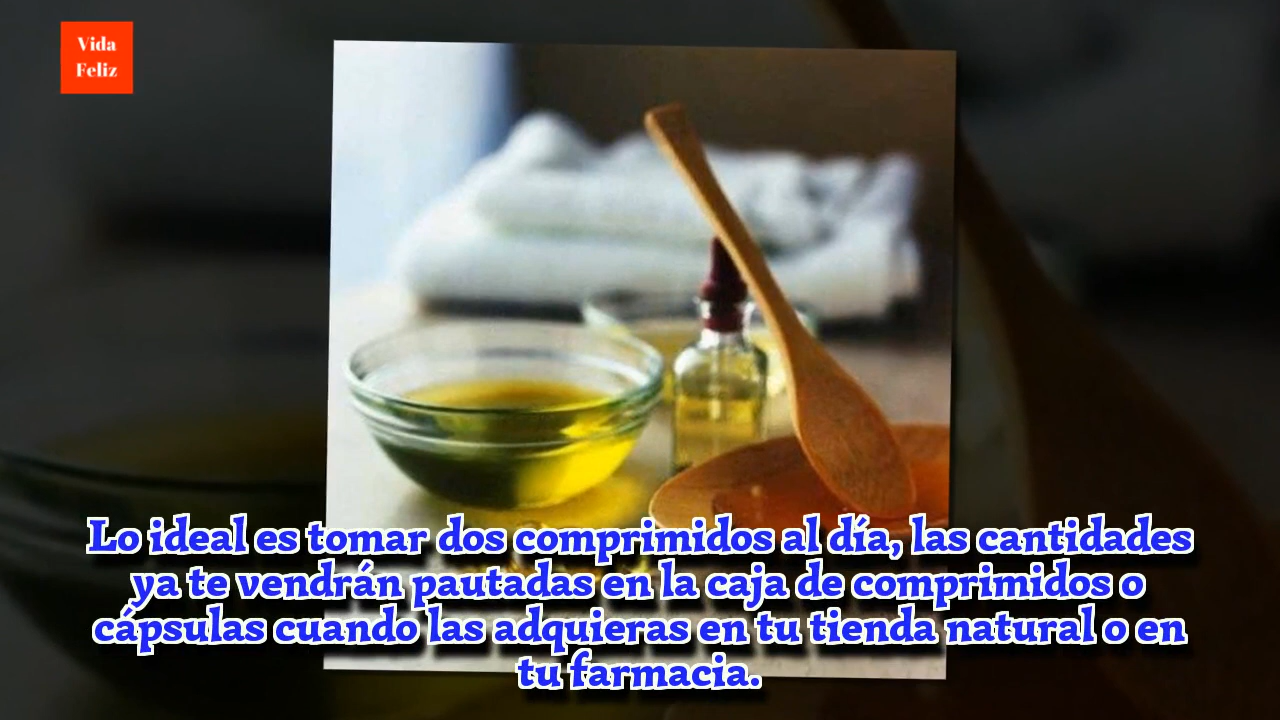 Vida
Feliz
Lo ideal es tomar dos comprimidos al día, las cantidades
ya te vendrán pautadas en la caja de comprimidos o
cápsulas cuando las adquieras en tu tienda natural o en
tu farmacia.